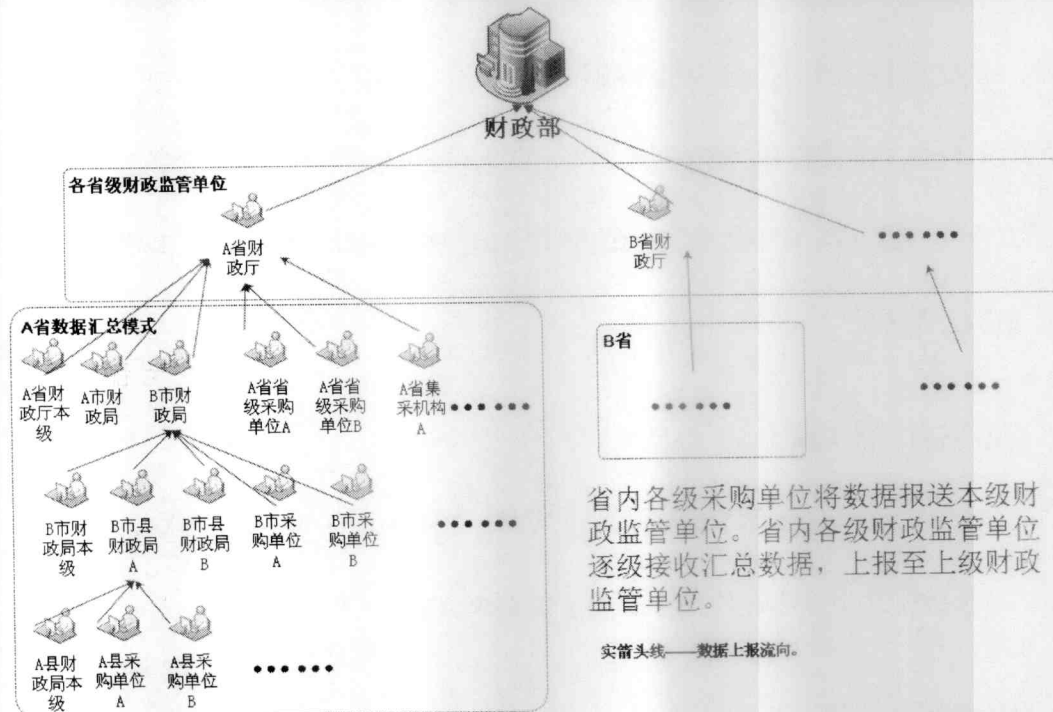 财政部
各省级财政监管单位
A省财
政厅
B省财
政厅
●●●●●●
A省数据汇总模式
B省
A省财
政厅本
级
A市财
政局
B市财
政局
A省省
级采购
单位A
A省省
级采购
单位B
A省集
采机构
A
●●●●●●
●●●●●●
●●●●●●
B市财
政局本
级
B市县
财政局
A
B市县
财政局
B
B市采
购单位
A
B市采
购单位
B
●●●●●●
A县财
政局本
级
A县采
购单位
A
A县采
购单位
B
●●●●●●
省内各级采购单位将数据报送本级财
政监管单位。省内各级财政监管单位
逐级接收汇总数据，上报至上级财政
监管单位。
实箭头线——数据上报流向。